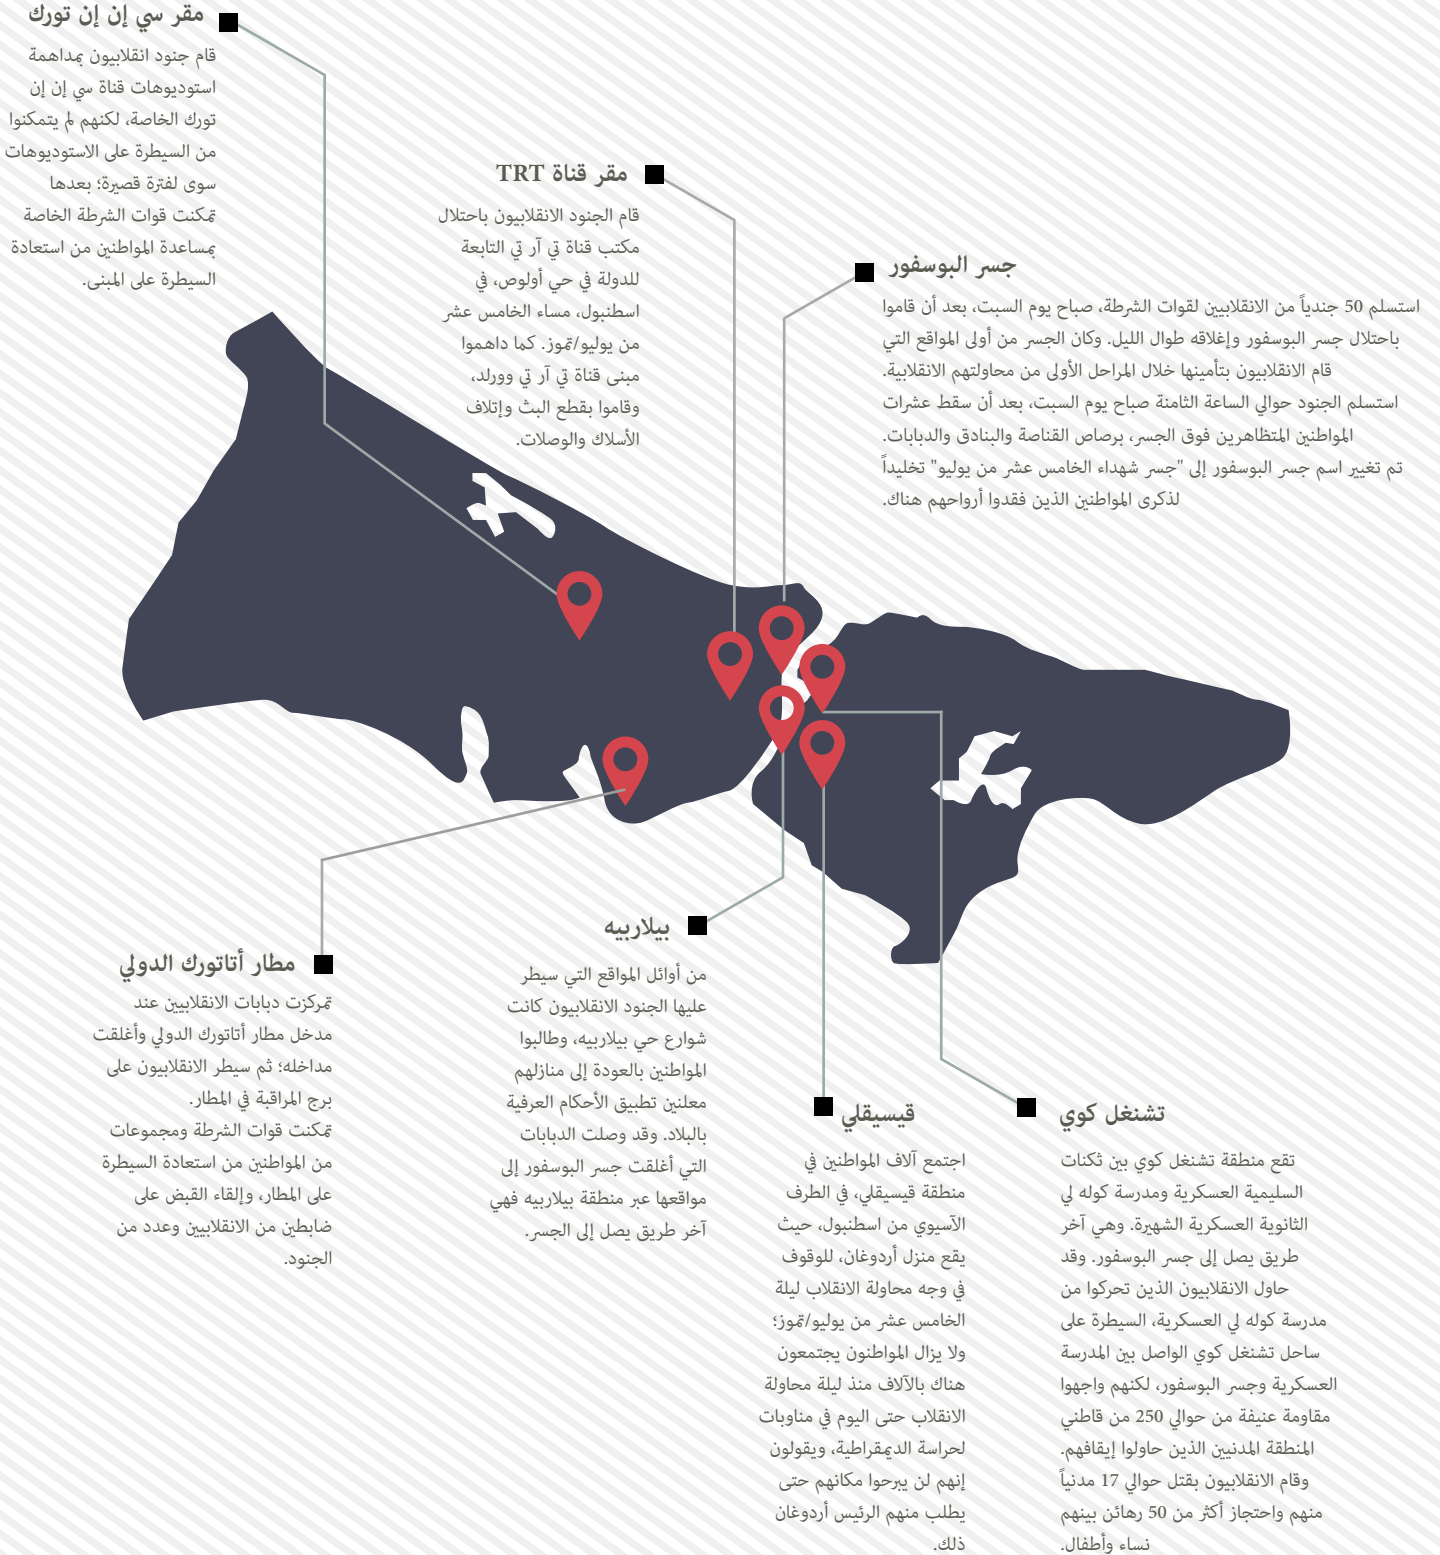 مقر سي إن إن تورك
قام جنود انقلابيون بمداهمة
استوديوهات قناة سي إن إن
تورك الخاصة، لكنهم لم يتمكنوا
من السيطرة على الاستوديوهات
سوى لفترة قصيرة؛ بعدها
تمكنت قوات الشرطة الخاصة
بمساعدة المواطنين من استعادة
السيطرة على المبنى.
مقر قناة TRT
قام الجنود الانقلابيون باحتلال
مكتب قناة تي آر تي التابعة
للدولة في حي أولوص، في
اسطنبول، مساء الخامس عشر
من يوليو/تموز. كما داهموا
مبنى قناة تي آر تي وورلد،
وقاموا بقطع البث وإتلاف
الأسلاك والوصلات.
جسر البوسفور
استسلم 50 جندياً من الانقلابيين لقوات الشرطة، صباح يوم السبت، بعد أن قاموا
باحتلال جسر البوسفور وإغلاقه طوال الليل. وكان الجسر من أولى المواقع التي
قام الانقلابيون بتأمينها خلال المراحل الأولى من محاولتهم الانقلابية.
استسلم الجنود حوالي الساعة الثامنة صباح يوم السبت، بعد أن سقط عشرات
المواطنين المتظاهرين فوق الجسر، برصاص القناصة والبنادق والدبابات.
تم تغيير اسم جسر البوسفور إلى "جسر شهداء الخامس عشر من يوليو" تخليداً
لذكرى المواطنين الذين فقدوا أرواحهم هناك.
تشنغل كوي
تقع منطقة تشنغل كوي بين ثكنات
السليمية العسكرية ومدرسة كوله لي
الثانوية العسكرية الشهيرة. وهي آخر
طريق يصل إلى جسر البوسفور. وقد
حاول الانقلابيون الذين تحركوا من
مدرسة كوله لي العسكرية، السيطرة على
ساحل تشنغل كوي الواصل بين المدرسة
العسكرية وجسر البوسفور، لكنهم واجهوا
مقاومة عنيفة من حوالي 250 من قاطني
المنطقة المدنيين الذين حاولوا إيقافهم.
وقام الانقلابيون بقتل حوالي 17 مدنياً
منهم واحتجاز أكثر من 50 رهائن بينهم
نساء وأطفال.
قيسيقلي
اجتمع آلاف المواطنين في
منطقة قيسيقلي، في الطرف
الآسيوي من اسطنبول، حيث
يقع منزل أردوغان، للوقوف
في وجه محاولة الانقلاب ليلة
الخامس عشر من يوليو/تموز؛
ولا يزال المواطنون يجتمعون
هناك بالآلاف منذ ليلة محاولة
الانقلاب حتى اليوم في مناوبات
لحراسة الديمقراطية، ويقولون
إنهم لن يبرحوا مكانهم حتى
يطلب منهم الرئيس أردوغان
ذلك.
بيلاربيه
من أوائل المواقع التي سيطر
عليها الجنود الانقلابيون كانت
شوارع حي بيلاربيه، وطالبوا
المواطنين بالعودة إلى منازلهم
معلنين تطبيق الأحكام العرفية
بالبلاد. وقد وصلت الدبابات
التي أغلقت جسر البوسفور إلى
مواقعها عبر منطقة بيلاربيه فهي
آخر طريق يصل إلى الجسر.
مطار أتاتورك الدولي
تمركزت دبابات الانقلابيين عند
مدخل مطار أتاتورك الدولي وأغلقت
مداخله؛ ثم سيطر الانقلابيون على
برج المراقبة في المطار.
تمكنت قوات الشرطة ومجموعات
من المواطنين من استعادة السيطرة
على المطار، وإلقاء القبض على
ضابطين من الانقلابيين وعدد من
الجنود.